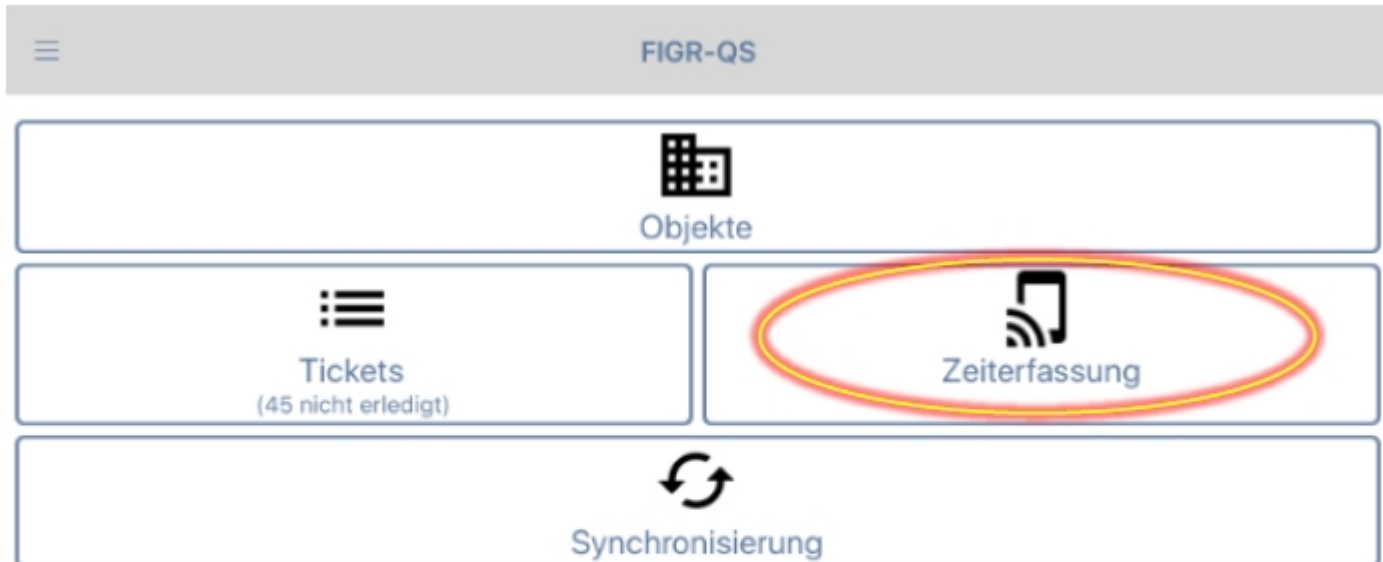 FIGR-QS
Objekte
Tickets
(45 nicht erledigt)
Zeiterfassung
Synchronisierung